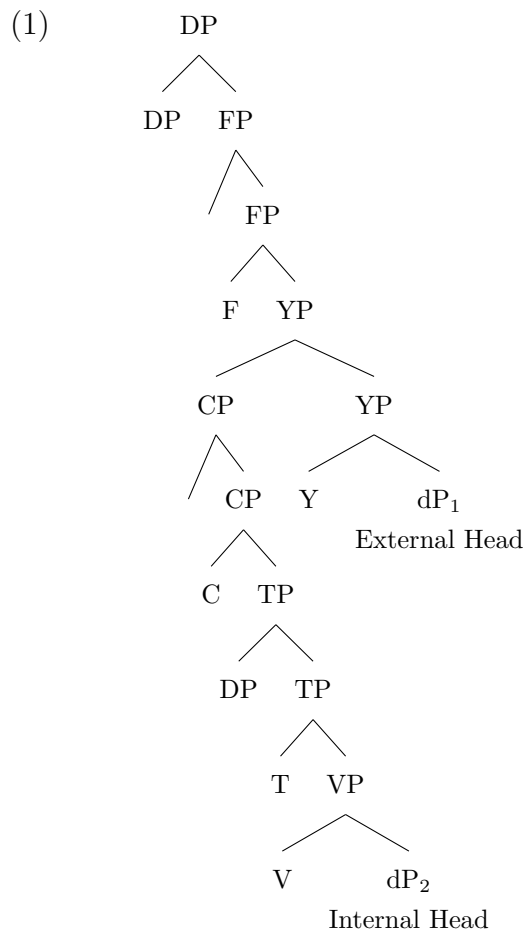 (1) DP
DP FP
FP
F YP
CP YP
CP Y dP₁
External Head
C TP
DP TP
T VP
V dP₂
Internal Head